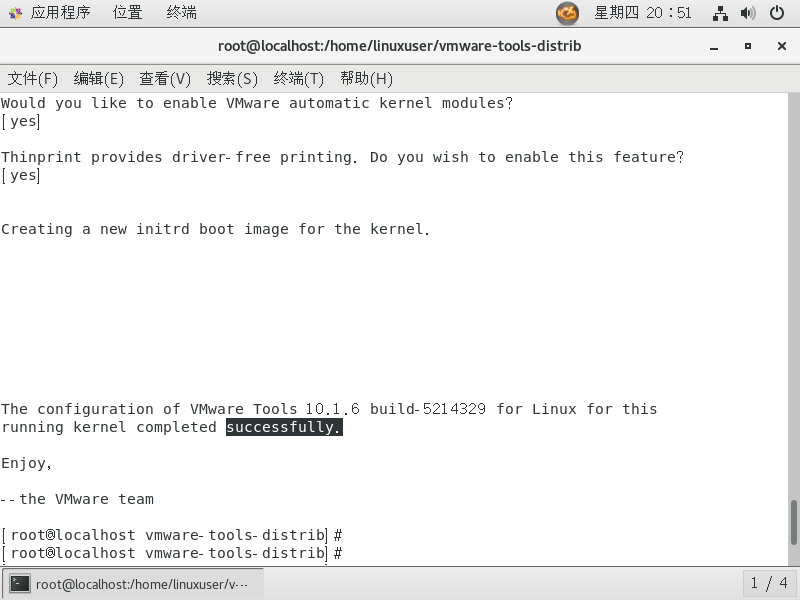 应用程序 位置 终端 星期四 20:51
root@localhost:/home/linuxuser/vmware-tools-distrib
文件(F) 编辑(E) 查看(V) 搜索(S) 终端(T) 帮助(H)
Would you like to enable VMware automatic kernel modules?
[yes]
Thinprint provides driver-free printing. Do you wish to enable this feature?
[yes]
Creating a new initrd boot image for the kernel.
The configuration of VMware Tools 10.1.6 build-5214329 for Linux for this
running kernel completed successfully.
Enjoy,
--the VMware team
[root@localhost vmware-tools-distrib]#
[root@localhost vmware-tools-distrib]#
root@localhost:/home/linuxuser/v··· 1 / 4